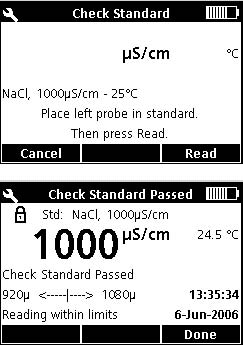 Check Standard
µS/cm °C
NaCl, 1000µS/cm - 25°C
Place left probe in standard.
Then press Read.
Cancel Read
Check Standard Passed
Std: NaCl, 1000µS/cm
1000 µS/cm 24.5 °C
Check Standard Passed
920µ <-----|----> 1080µ 13:35:34
Reading within limits 6-Jun-2006
Done